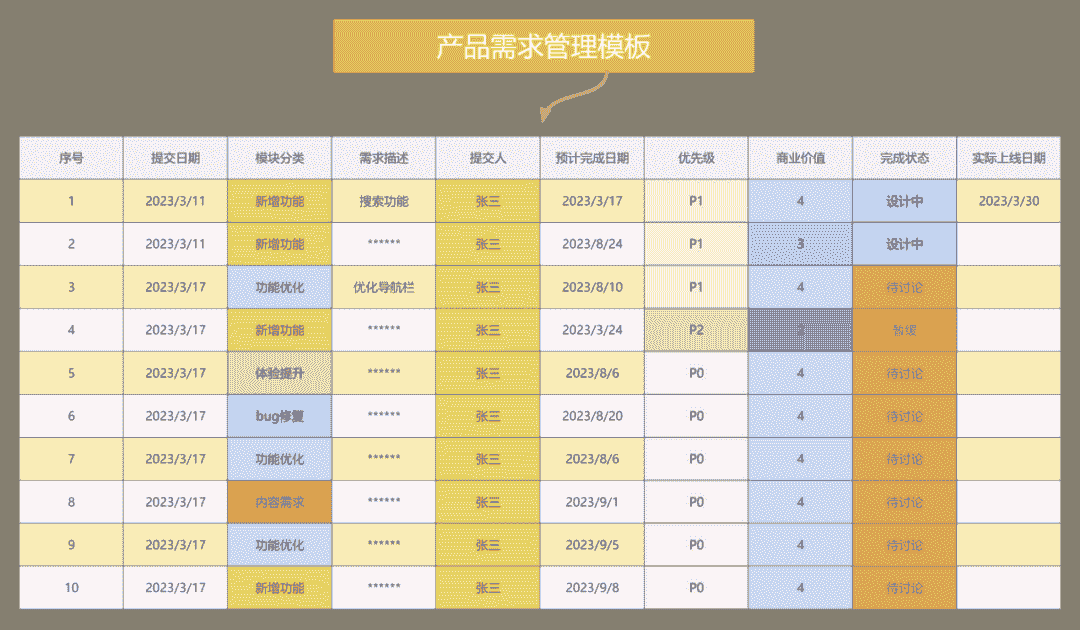 产品需求管理模板
序号 提交日期 模块分类 需求描述 提交人 预计完成日期 优先级 商业价值 完成状态 实际上线日期
1 2023/3/11 新增功能 搜索功能 张三 2023/3/17 P1 4 设计中 2023/3/30
2 2023/3/11 新增功能 ****** 张三 2023/8/24 P1 3 设计中
3 2023/3/17 功能优化 优化导航栏 张三 2023/8/10 P1 4 待讨论
4 2023/3/17 新增功能 ****** 张三 2023/3/24 P2 2 暂缓
5 2023/3/17 体验提升 ****** 张三 2023/8/6 P0 4 待讨论
6 2023/3/17 bug修复 ****** 张三 2023/8/20 P0 4 待讨论
7 2023/3/17 功能优化 ****** 张三 2023/8/6 P0 4 待讨论
8 2023/3/17 内容需求 ****** 张三 2023/9/1 P0 4 待讨论
9 2023/3/17 功能优化 ****** 张三 2023/9/5 P0 4 待讨论
10 2023/3/17 新增功能 ****** 张三 2023/9/8 P0 4 待讨论